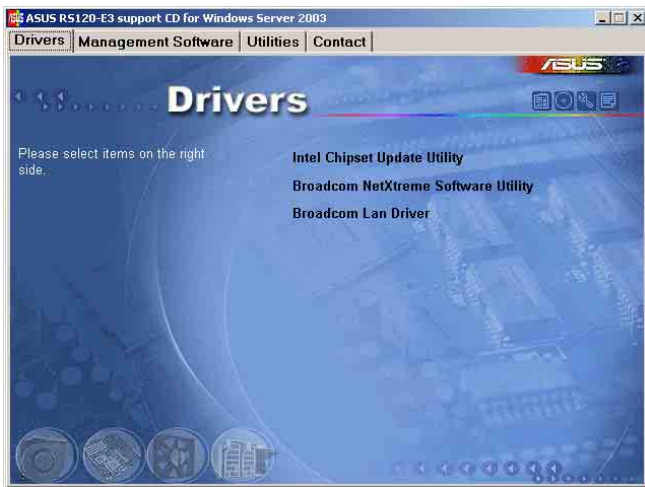 ASUS RS120-E3 support CD for Windows Server 2003
Drivers
Management Software
Utilities
Contact
ASUS
Drivers
Please select items on the right
side.
Intel Chipset Update Utility
Broadcom NetXtreme Software Utility
Broadcom Lan Driver